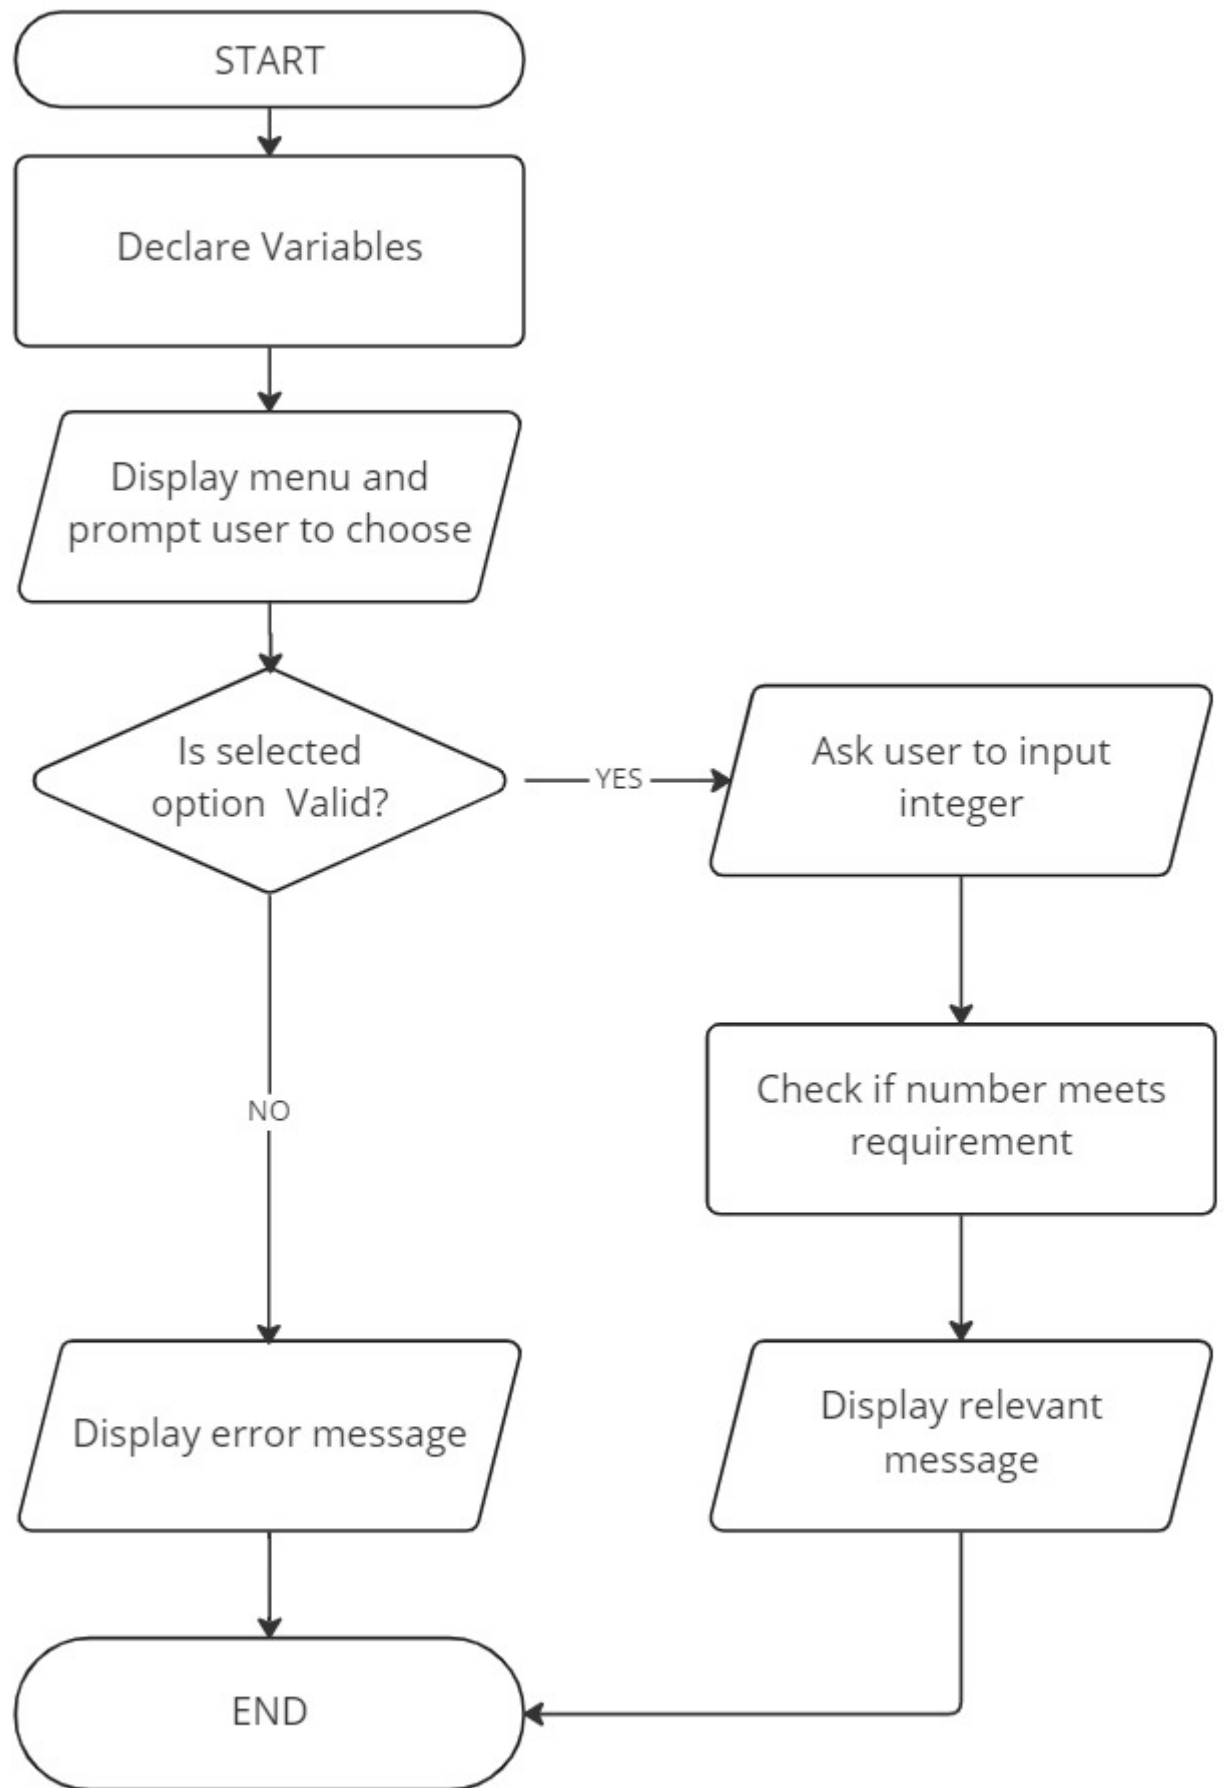 START
Declare Variables
Display menu and
prompt user to choose
Is selected
option  Valid?
YES
Ask user to input
integer
Check if number meets
requirement
NO
Display error message
Display relevant
message
END